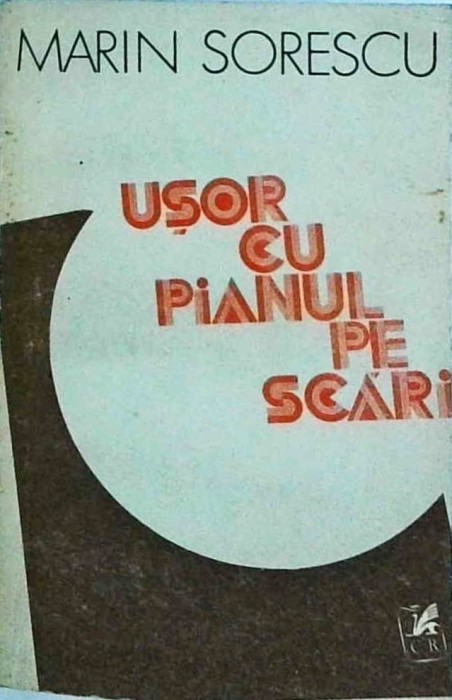 MARIN SORESCU
UȘOR
CU
PiANUL
PE
SCĂRi
C R